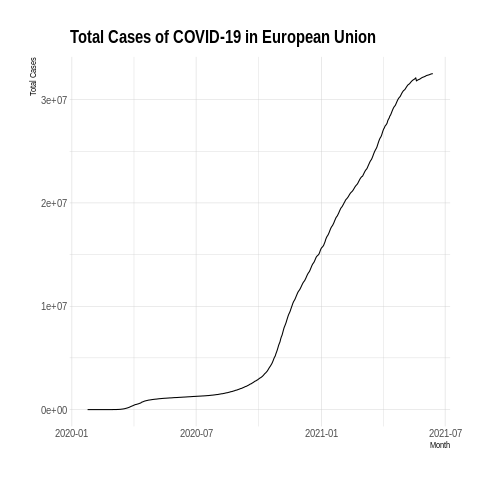 Total Cases of COVID-19 in European Union
Total Cases
3e+07
2e+07
1e+07
0e+00
2020-01 2020-07 2021-01 2021-07
Month